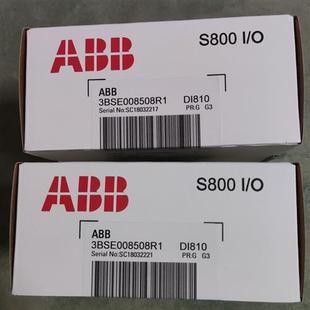 ABB
S800 I/O
ABB
3BSE008508R1 DI810
Serial No:SC18032217 PR:G G3
ABB
S800 I/O
ABB
3BSE008508R1 DI810
Serial No:SC18032221 PR:G G3